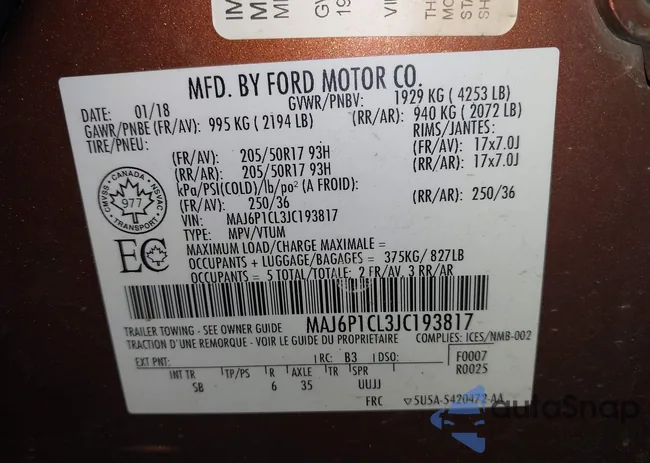 MFD. BY FORD MOTOR CO.
DATE: 01/18 GVWR/PNBV: 1929 KG ( 4253 LB)
GAWR/PNBE (FR/AV): 995 KG ( 2194 LB) (RR/AR): 940 KG ( 2072 LB)
TIRE/PNEU: RIMS/JANTES:
(FR/AV): 205/50R17 93H (FR/AV): 17x7.0J
(RR/AR): 205/50R17 93H (RR/AR): 17x7.0J
kPa/PSI(COLD)/lb/po² (A FROID):
(FR/AV): 250/36 (RR/AR): 250/36
VIN: MAJ6P1CL3JC193817
TYPE: MPV/VTUM
CANADA
CMVSS NSVAC
977
TRANSPORT
EC
MAXIMUM LOAD/CHARGE MAXIMALE =
OCCUPANTS + LUGGAGE/BAGAGES = 375KG/ 827LB
OCCUPANTS = 5 TOTAL/TOTALE: 2 FR/AV, 3 RR/AR
MAJ6P1CL3JC193817
TRAILER TOWING - SEE OWNER GUIDE
TRACTION D'UNE REMORQUE - VOIR LE GUIDE DU PROPRIETAIRE COMPLIES: ICES/NMB-002
EXT PNT: RC: B3 DSO: F0007
R0025
INT TR TP/PS R AXLE TR SPR
SB 6 35 UUJJ
FRC 5U5A-5420472-AA
autoSnap